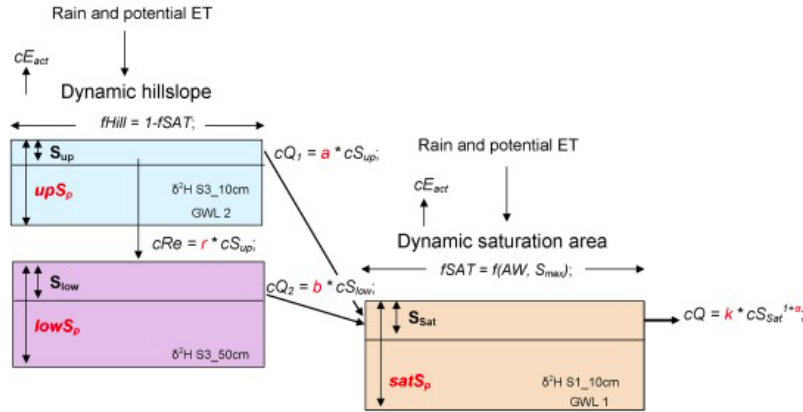 Rain and potential ET
cE_act
Dynamic hillslope
fHill = 1-fSAT;
S_up
upS_p
δ²H S3_10cm
GWL 2
cQ₁ = a * cS_up;
cRe = r * cS_up;
S_low
lowS_p
δ²H S3_50cm
cQ₂ = b * cS_low;
Rain and potential ET
cE_act
Dynamic saturation area
fSAT = f(AW, S_max);
S_Sat
satS_p
δ²H S1_10cm
GWL 1
cQ = k * cS_Sat^1+α;